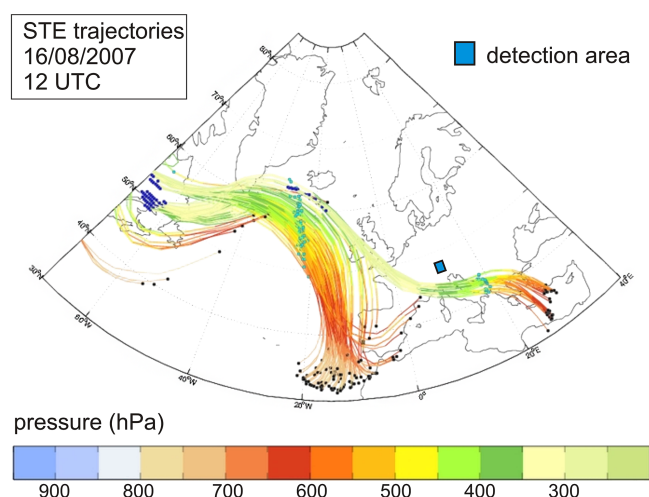 STE trajectories
16/08/2007
12 UTC
detection area
80°N
70°N
60°N
50°N
40°N
30°N
60°W
40°W
20°W
0°
20°E
40°E
pressure (hPa)
900 800 700 600 500 400 300